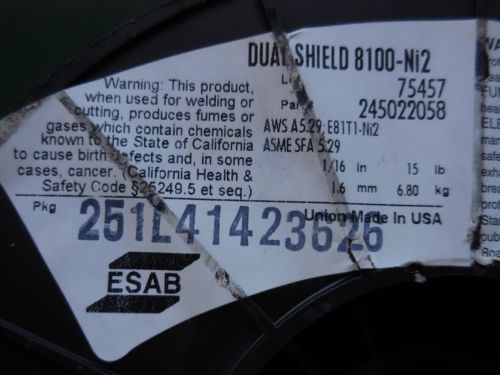 DUAL SHIELD 8100-Ni2
Warning: This product,
when used for welding or
cutting, produces fumes or
gases which contain chemicals
known to the State of California
to cause birth defects and, in some
cases, cancer. (California Health &
Safety Code §25249.5 et seq.)
75457
245022058
AWS A5.29; E81T1-Ni2
ASME SFA 5.29
1/16 In 15 lb
1.6 mm 6.80 kg
Pkg 251L41423626
Union Made In USA
ESAB